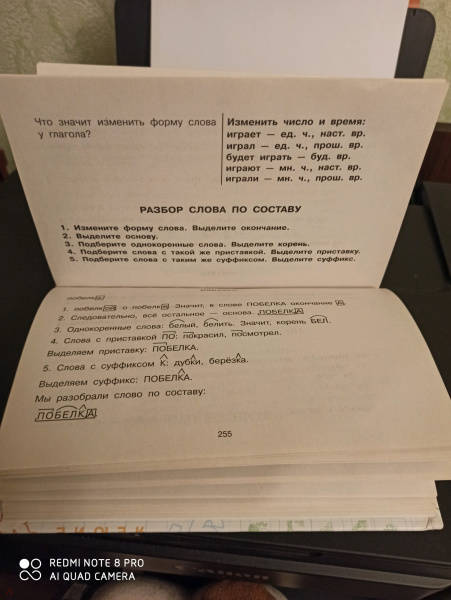 Что значит изменить форму слова
у глагола?
Изменить число и время:
играет — ед. ч., наст. вр.
играл — ед. ч., прош. вр.
будет играть — буд. вр.
играют — мн. ч., наст. вр.
играли — мн. ч., прош. вр.
РАЗБОР СЛОВА ПО СОСТАВУ
1. Измените форму слова. Выделите окончание.
2. Выделите основу.
3. Подберите однокоренные слова. Выделите корень.
4. Подберите слова с такой же приставкой. Выделите приставку.
5. Подберите слова с таким же суффиксом. Выделите суффикс.
побелка
1. побелкой, о побелке. Значит, в слове ПОБЕЛКА окончание А.
2. Следовательно, всё остальное — основа. ПОБЕЛКА
3. Однокоренные слова: белый, белить. Значит, корень БЕЛ.
4. Слова с приставкой ПО: покрасил, посмотрел.
Выделяем приставку: ПОБЕЛКА.
5. Слова с суффиксом К: дубки, берёзка.
Выделяем суффикс: ПОБЕЛКА.
Мы разобрали слово по составу:
ПОБЕЛКА
255
Canon
REDMI NOTE 8 PRO
AI QUAD CAMERA